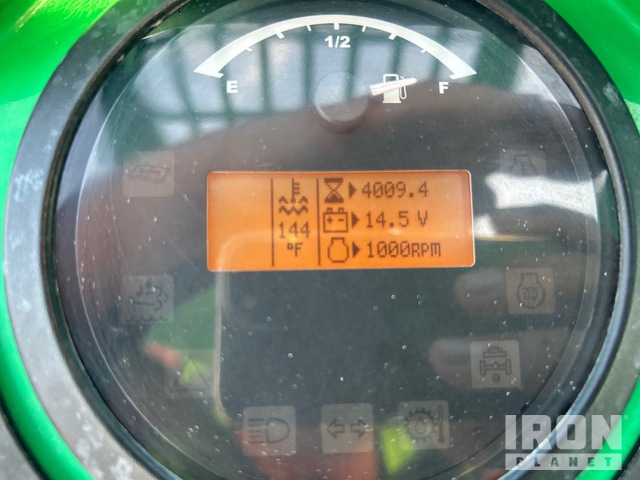 1/2
E F
4009.4
14.5 V
144
°F
1000RPM
IRON
PLANET